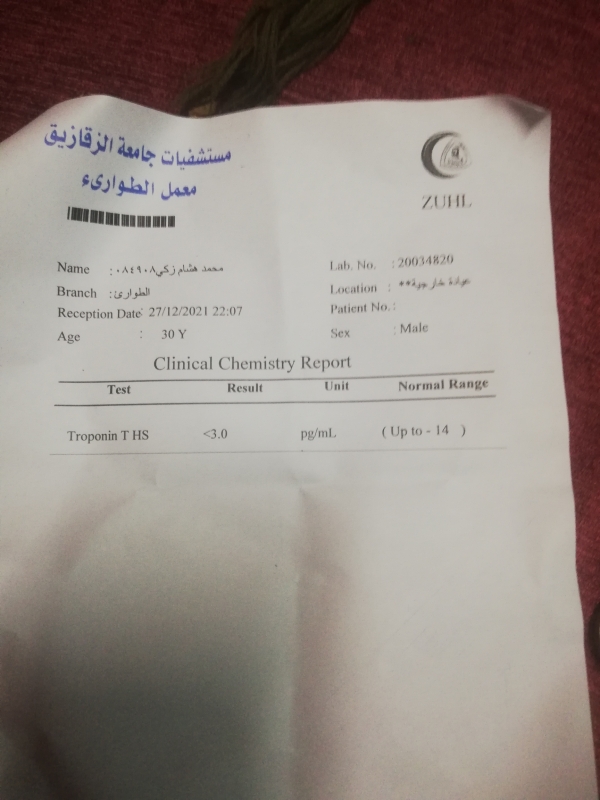 مستشفيات جامعة الزقازيق
معمل الطوارىء
ZUHL
Name : محمد هشام زكي٠٨٤٩٠٨
Lab. No. : 20034820
Branch : الطوارئ
Location : عيادة خارجية**
Reception Date: 27/12/2021 22:07
Patient No.:
Age : 30 Y
Sex : Male
Clinical Chemistry Report
Test Result Unit Normal Range
Troponin T HS <3.0 pg/mL ( Up to - 14 )